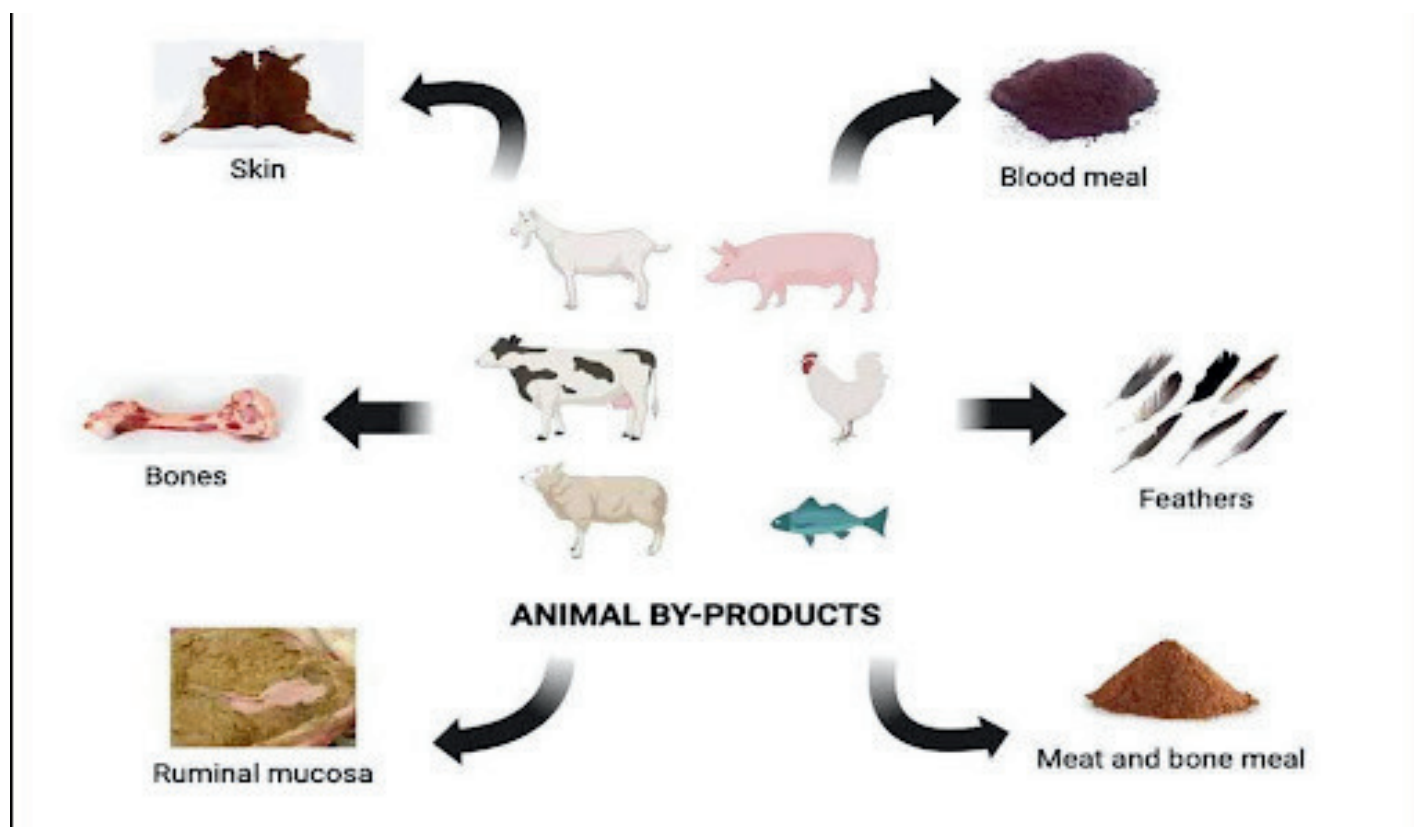 Skin
Blood meal
Bones
Feathers
ANIMAL BY-PRODUCTS
Ruminal mucosa
Meat and bone meal